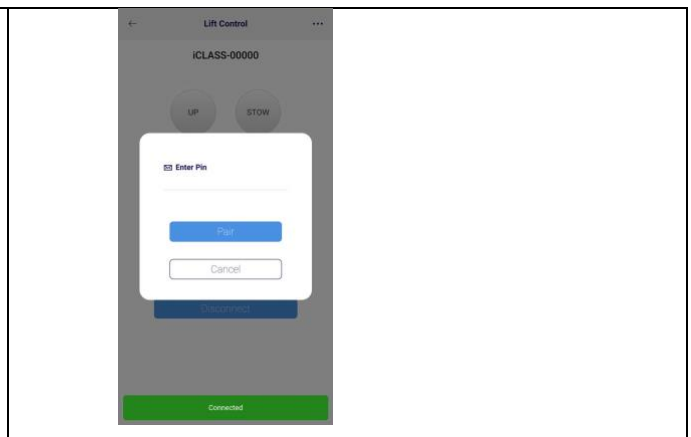 Lift Control
iCLASS-00000
UP STOW
Enter Pin
Pair
Cancel
Disconnect
Connected